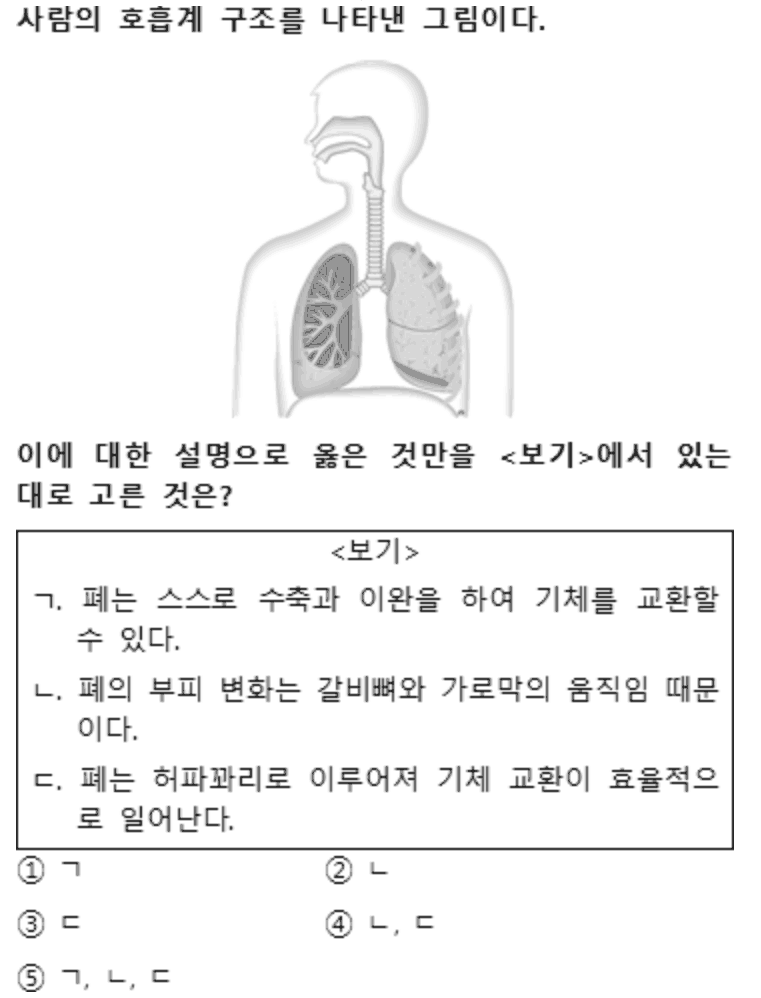 사람의 호흡계 구조를 나타낸 그림이다.
이에 대한 설명으로 옳은 것만을 <보기>에서 있는
대로 고른 것은?
<보기>
ㄱ. 폐는 스스로 수축과 이완을 하여 기체를 교환할
수 있다.
ㄴ. 폐의 부피 변화는 갈비뼈와 가로막의 움직임 때문
이다.
ㄷ. 폐는 허파꽈리로 이루어져 기체 교환이 효율적으
로 일어난다.
① ㄱ ② ㄴ
③ ㄷ ④ ㄴ, ㄷ
⑤ ㄱ, ㄴ, ㄷ